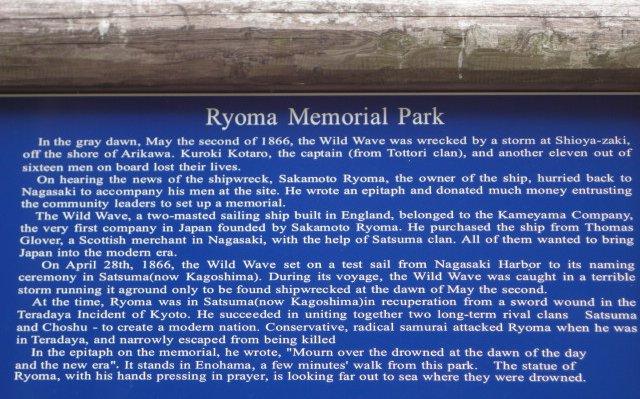 Ryoma Memorial Park
In the gray dawn, May the second of 1866, the Wild Wave was wrecked by a storm at Shioya-zaki,
off the shore of Arikawa. Kuroki Kotaro, the captain (from Tottori clan), and another eleven out of
sixteen men on board lost their lives.
On hearing the news of the shipwreck, Sakamoto Ryoma, the owner of the ship, hurried back to
Nagasaki to accompany his men at the site. He wrote an epitaph and donated much money entrusting
the community leaders to set up a memorial.
The Wild Wave, a two-masted sailing ship built in England, belonged to the Kameyama Company,
the very first company in Japan founded by Sakamoto Ryoma. He purchased the ship from Thomas
Glover, a Scottish merchant in Nagasaki, with the help of Satsuma clan. All of them wanted to bring
Japan into the modern era.
On April 28th, 1866, the Wild Wave set on a test sail from Nagasaki Harbor to its naming
ceremony in Satsuma(now Kagoshima). During its voyage, the Wild Wave was caught in a terrible
storm running it aground only to be found shipwrecked at the dawn of May the second.
At the time, Ryoma was in Satsuma(now Kagoshima)in recuperation from a sword wound in the
Teradaya Incident of Kyoto. He succeeded in uniting together two long-term rival clans Satsuma
and Choshu - to create a modern nation. Conservative, radical samurai attacked Ryoma when he was
in Teradaya, and narrowly escaped from being killed
In the epitaph on the memorial, he wrote, "Mourn over the drowned at the dawn of the day
and the new era". It stands in Enohama, a few minutes' walk from this park. The statue of
Ryoma, with his hands pressing in prayer, is looking far out to sea where they were drowned.